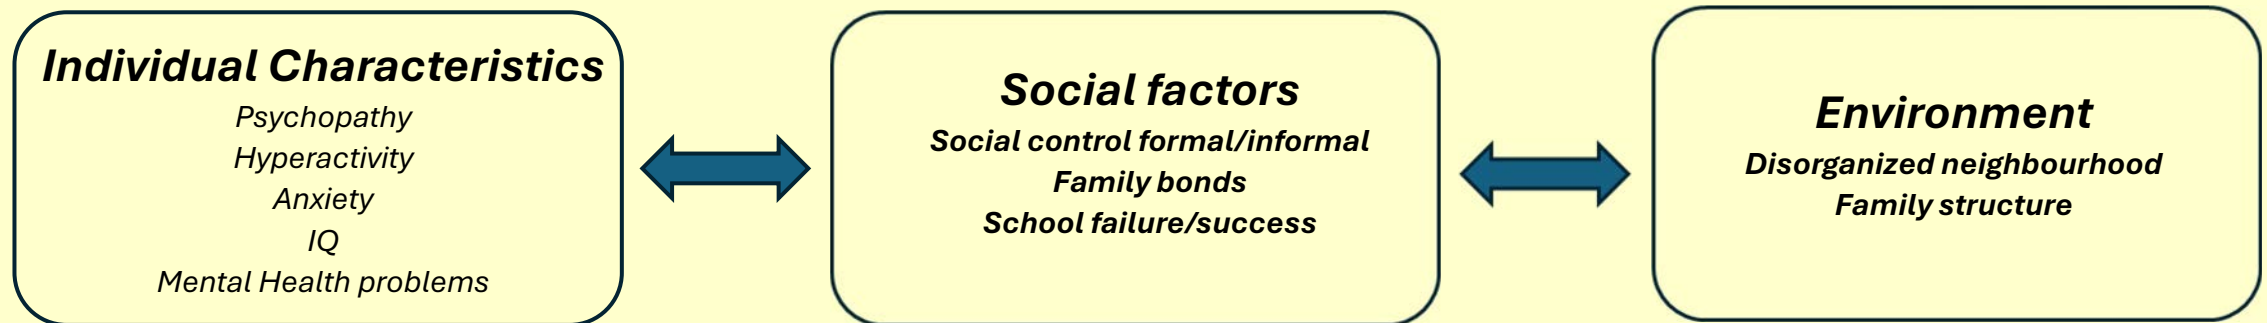 Individual Characteristics
Psychopathy
Hyperactivity
Anxiety
IQ
Mental Health problems
Social factors
Social control formal/informal
Family bonds
School failure/success
Environment
Disorganized neighbourhood
Family structure